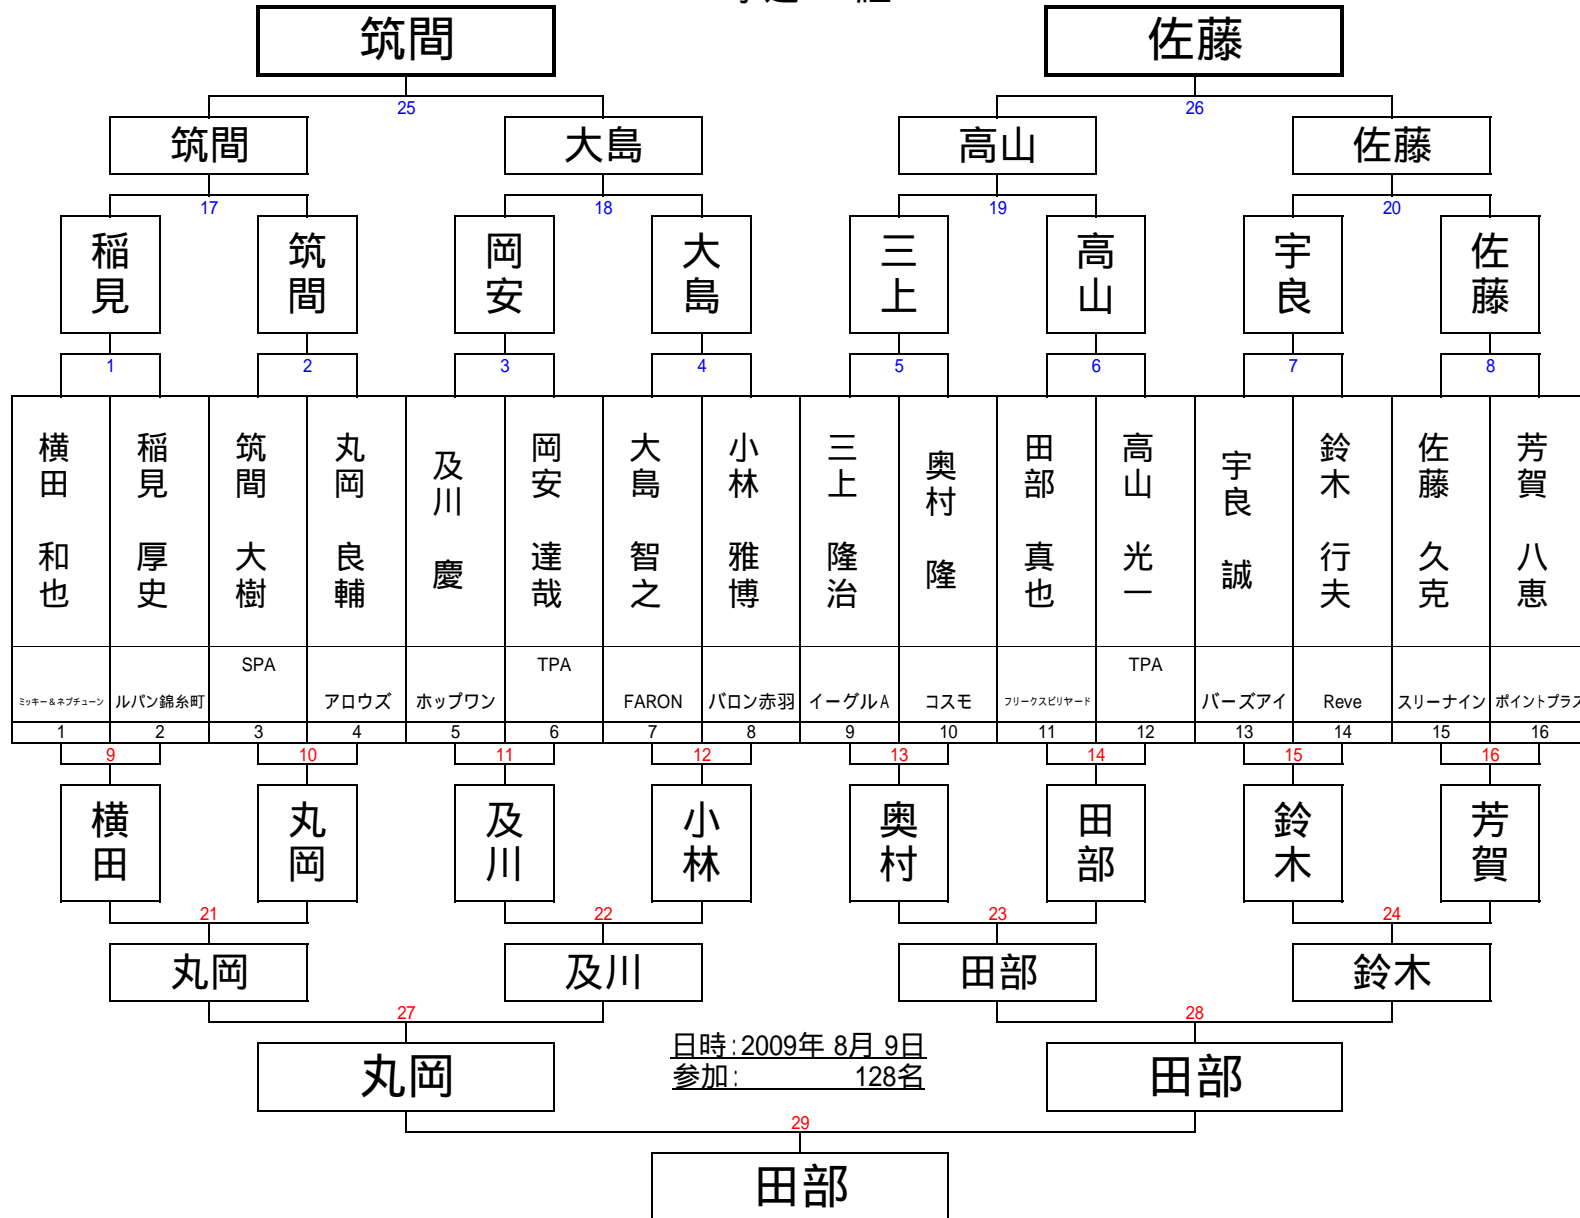 筑間 佐藤
25 26
筑間 大島 高山 佐藤
17 18 19 20
稲見 筑間 岡安 大島 三上 高山 宇良 佐藤
1 2 3 4 5 6 7 8
横田 和也 稲見 厚史 筑間 大樹 丸岡 良輔 及川 慶 岡安 達哉 大島 智之 小林 雅博 三上 隆治 奥村 隆 田部 真也 高山 光一 宇良 誠 鈴木 行夫 佐藤 久克 芳賀 八恵
SPA TPA TPA
ミッキー&ネプチューン ルパン錦糸町 アロウズ ホップワン FARON バロン赤羽 イーグルA コスモ フリークスビリヤード バーズアイ Reve スリーナイン ポイントプラス
1 2 3 4 5 6 7 8 9 10 11 12 13 14 15 16
9 10 11 12 13 14 15 16
横田 丸岡 及川 小林 奥村 田部 鈴木 芳賀
21 22 23 24
丸岡 及川 田部 鈴木
27 28
日時:2009年 8月 9日
参加: 128名
丸岡 田部
29
田部